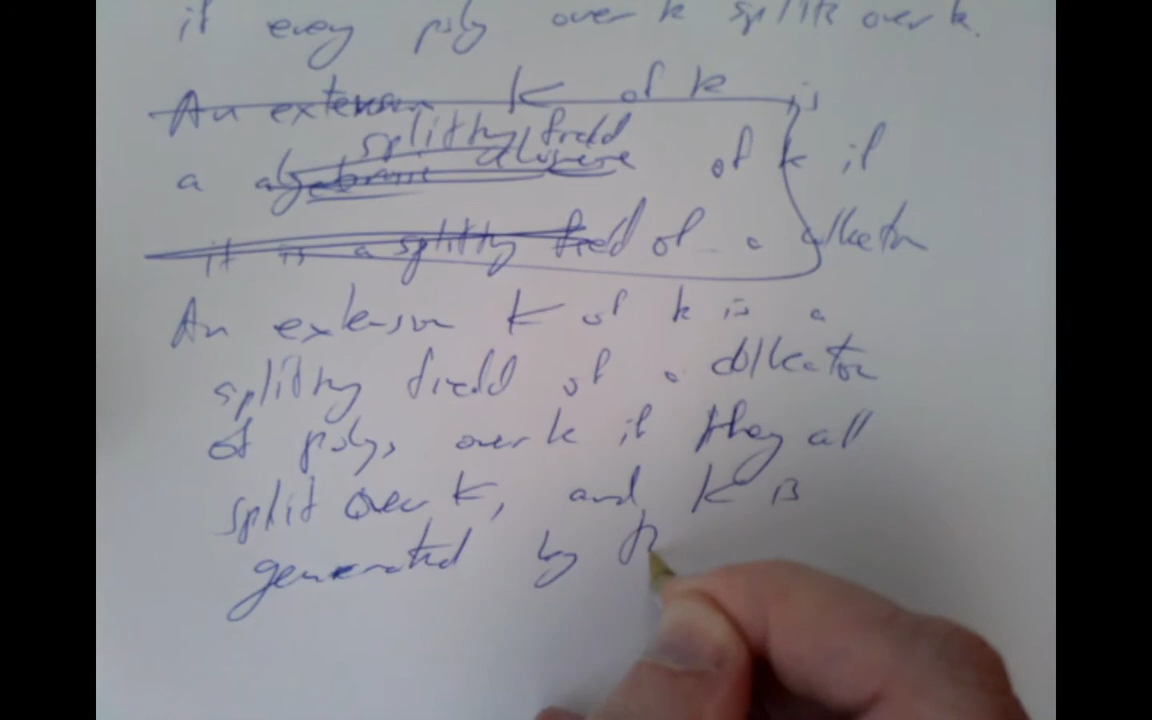 if every poly over k splits over k.
An extension K of k is
splitting field
a algebraic closure of k if
it is a splitting field of a collection
An extension K of k is a
splitting field of a collection
of polys over k if they all
split over K, and K is
generated by